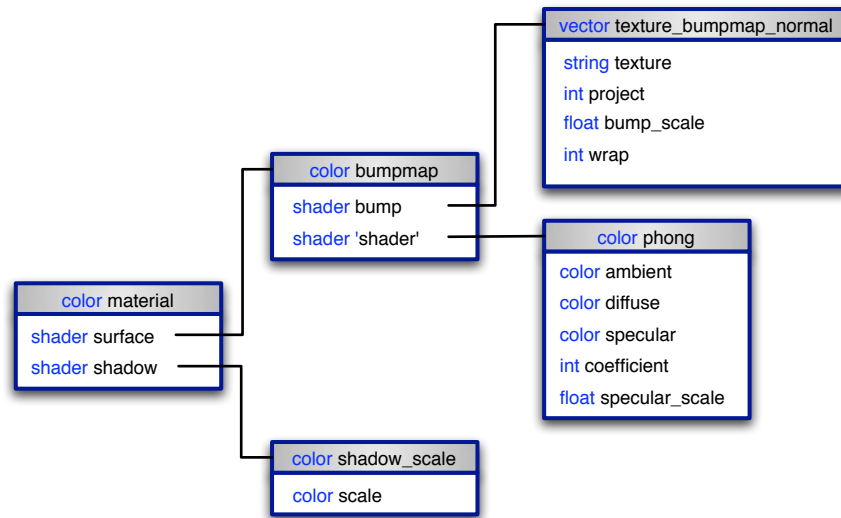 vector texture_bumpmap_normal
string texture
int project
float bump_scale
int wrap
color bumpmap
shader bump
shader 'shader'
color phong
color ambient
color diffuse
color specular
int coefficient
float specular_scale
color material
shader surface
shader shadow
color shadow_scale
color scale